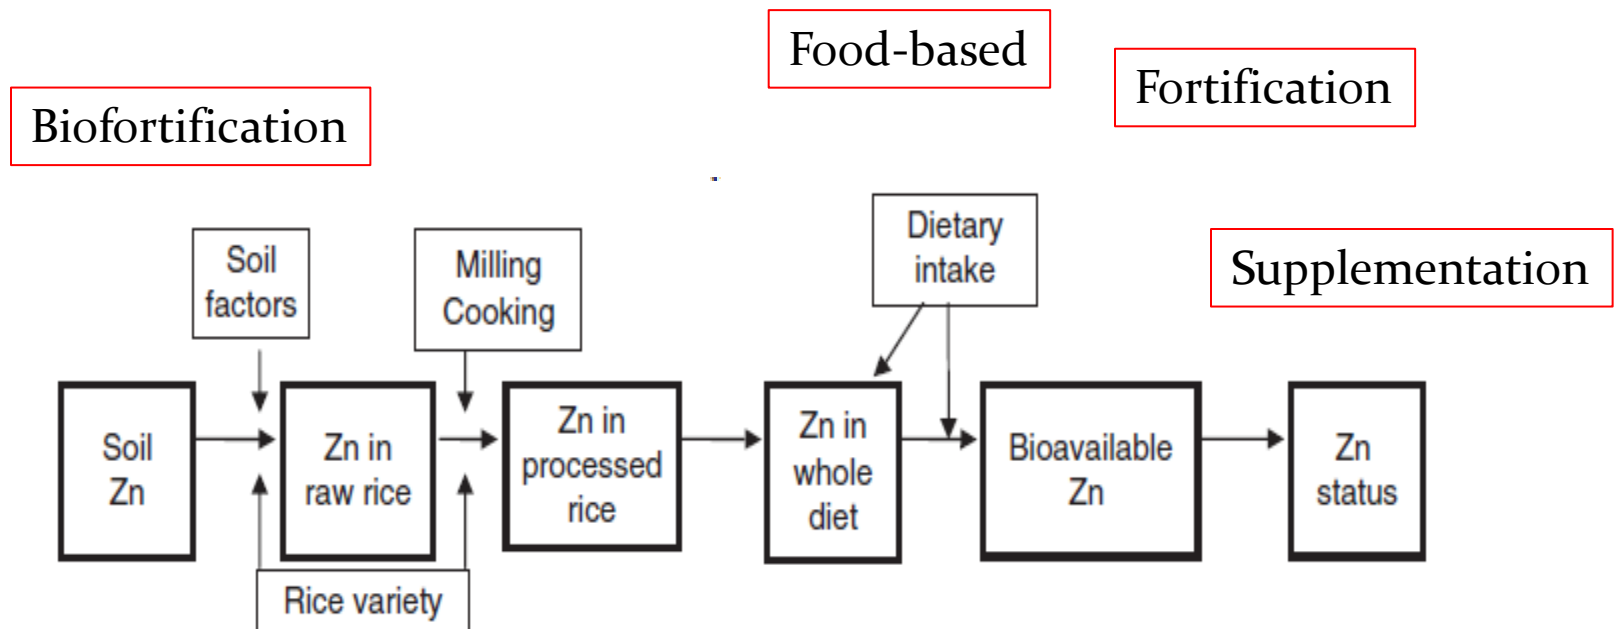 Food-based
Fortification
Biofortification
Supplementation
Dietary
intake
Soil
factors
Milling
Cooking
Soil
Zn
Zn in
raw rice
Zn in
processed
rice
Zn in
whole
diet
Bioavailable
Zn
Zn
status
Rice variety